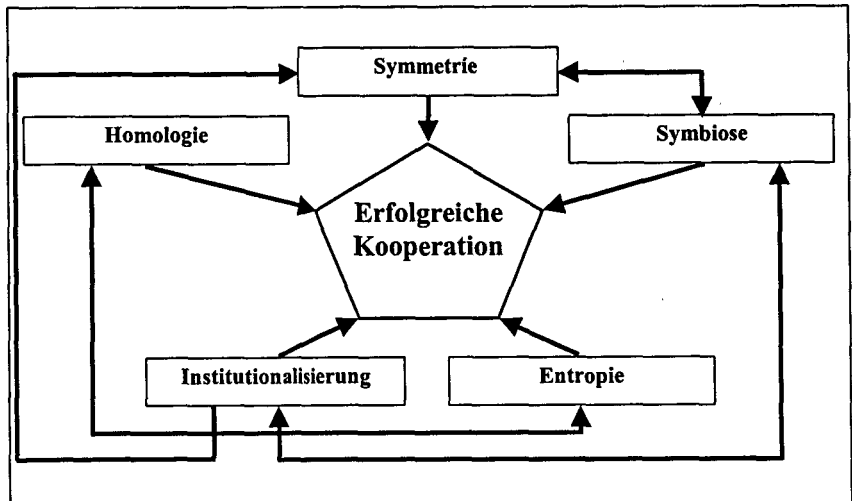 Symmetrie
Homologie
Symbiose
Erfolgreiche
Kooperation
Institutionalisierung
Entropie